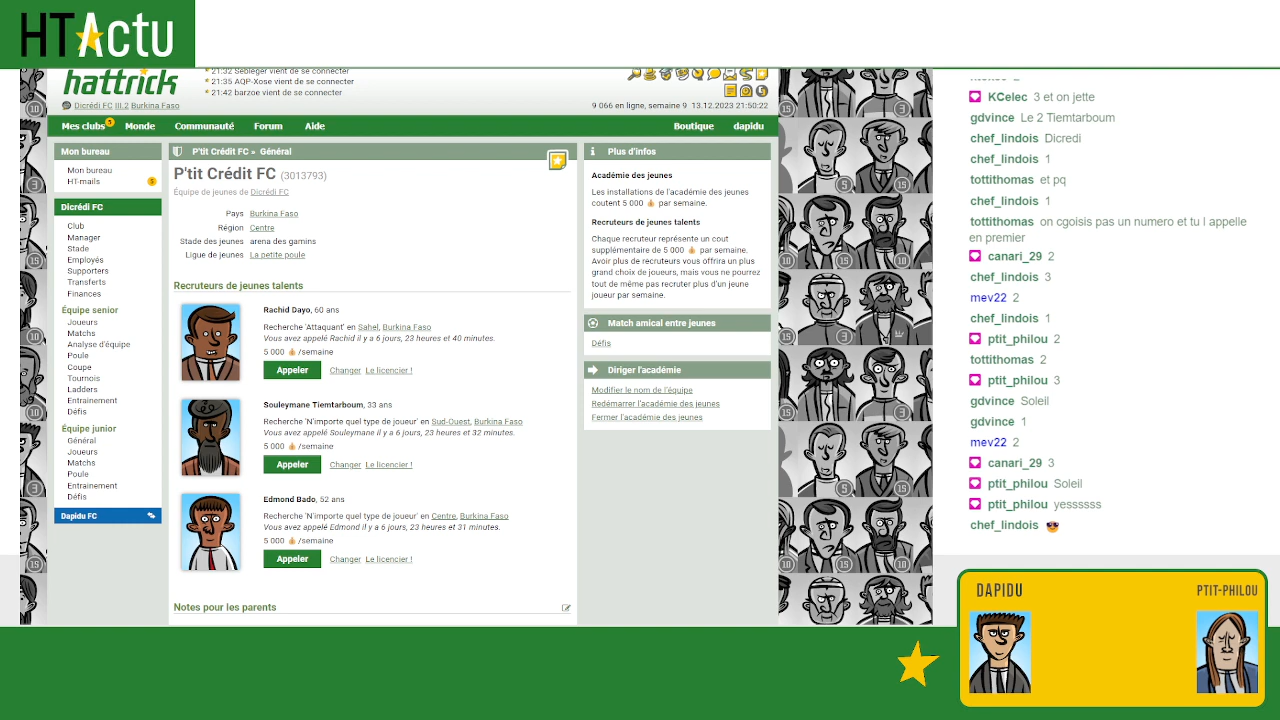 HTActu
hattrick
21:32 Sebleger vient de se connecter
21:35 AQP-Xose vient de se connecter
21:42 barzoe vient de se connecter
Dicrédi FC III.2 Burkina Faso
9 066 en ligne, semaine 9 13.12.2023 21:50:22
Mes clubs Monde Communauté Forum Aide Boutique dapidu
Mon bureau
Mon bureau
HT-mails
Dicrédi FC
Club
Manager
Stade
Employés
Supporters
Transferts
Finances
Équipe senior
Joueurs
Matchs
Analyse d'équipe
Poule
Coupe
Tournois
Ladders
Entrainement
Défis
Équipe junior
Général
Joueurs
Matchs
Poule
Entrainement
Défis
Dapidu FC
P'tit Crédit FC » Général
P'tit Crédit FC (3013793)
Équipe de jeunes de Dicrédi FC
Pays Burkina Faso
Région Centre
Stade des jeunes arena des gamins
Ligue de jeunes La petite poule
Recruteurs de jeunes talents
Rachid Dayo, 60 ans
Recherche 'Attaquant' en Sahel, Burkina Faso
Vous avez appelé Rachid il y a 6 jours, 23 heures et 40 minutes.
5 000 /semaine
Appeler Changer Le licencier !
Souleymane Tiemtarboum, 33 ans
Recherche 'N'importe quel type de joueur' en Sud-Ouest, Burkina Faso
Vous avez appelé Souleymane il y a 6 jours, 23 heures et 32 minutes.
5 000 /semaine
Appeler Changer Le licencier !
Edmond Bado, 52 ans
Recherche 'N'importe quel type de joueur' en Centre, Burkina Faso
Vous avez appelé Edmond il y a 6 jours, 23 heures et 31 minutes.
5 000 /semaine
Appeler Changer Le licencier !
Notes pour les parents
Plus d'infos
Académie des jeunes
Les installations de l'académie des jeunes
coutent 5 000 par semaine.
Recruteurs de jeunes talents
Chaque recruteur représente un cout
supplémentaire de 5 000 par semaine.
Avoir plus de recruteurs vous offrira un plus
grand choix de joueurs, mais vous ne pourrez
tout de même pas recruter plus d'un jeune
joueur par semaine.
Match amical entre jeunes
Défis
Diriger l'académie
Modifier le nom de l'équipe
Redémarrer l'académie des jeunes
Fermer l'académie des jeunes
KCelec 3 et on jette
gdvince Le 2 Tiemtarboum
chef_lindois Dicredi
chef_lindois 1
tottithomas et pq
chef_lindois 1
tottithomas on cgoisis pas un numero et tu l appelle
en premier
canari_29 2
chef_lindois 3
mev22 2
chef_lindois 1
ptit_philou 2
tottithomas 2
ptit_philou 3
gdvince Soleil
gdvince 1
mev22 2
canari_29 3
ptit_philou Soleil
ptit_philou yessssss
chef_lindois
DAPIDU PTIT-PHILOU